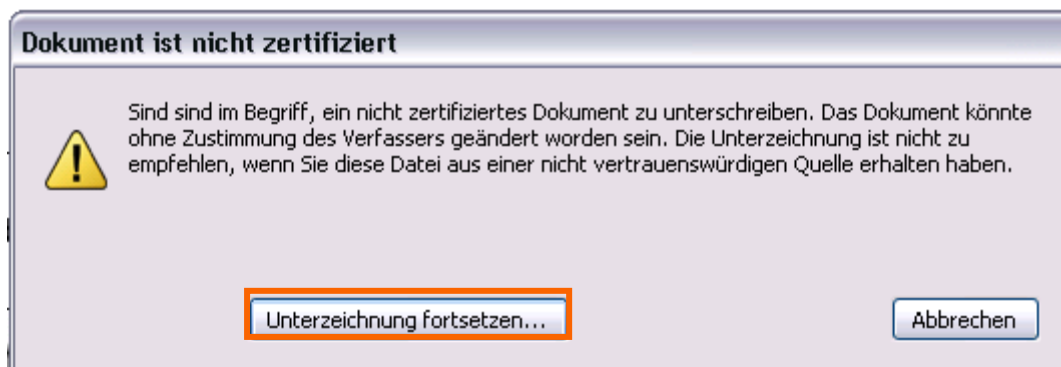 Dokument ist nicht zertifiziert
Sind sind im Begriff, ein nicht zertifiziertes Dokument zu unterschreiben. Das Dokument könnte
ohne Zustimmung des Verfassers geändert worden sein. Die Unterzeichnung ist nicht zu
empfehlen, wenn Sie diese Datei aus einer nicht vertrauenswürdigen Quelle erhalten haben.
Unterzeichnung fortsetzen... Abbrechen